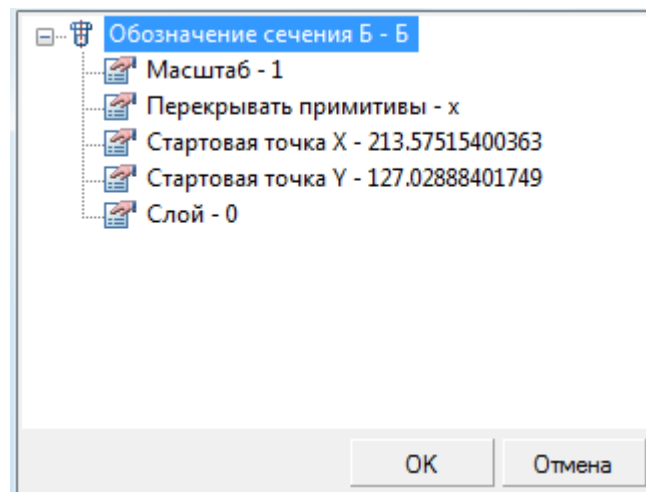 Обозначение сечения Б - Б
Масштаб - 1
Перекрывать примитивы - x
Стартовая точка X - 213.57515400363
Стартовая точка Y - 127.02888401749
Слой - 0
OK Отмена